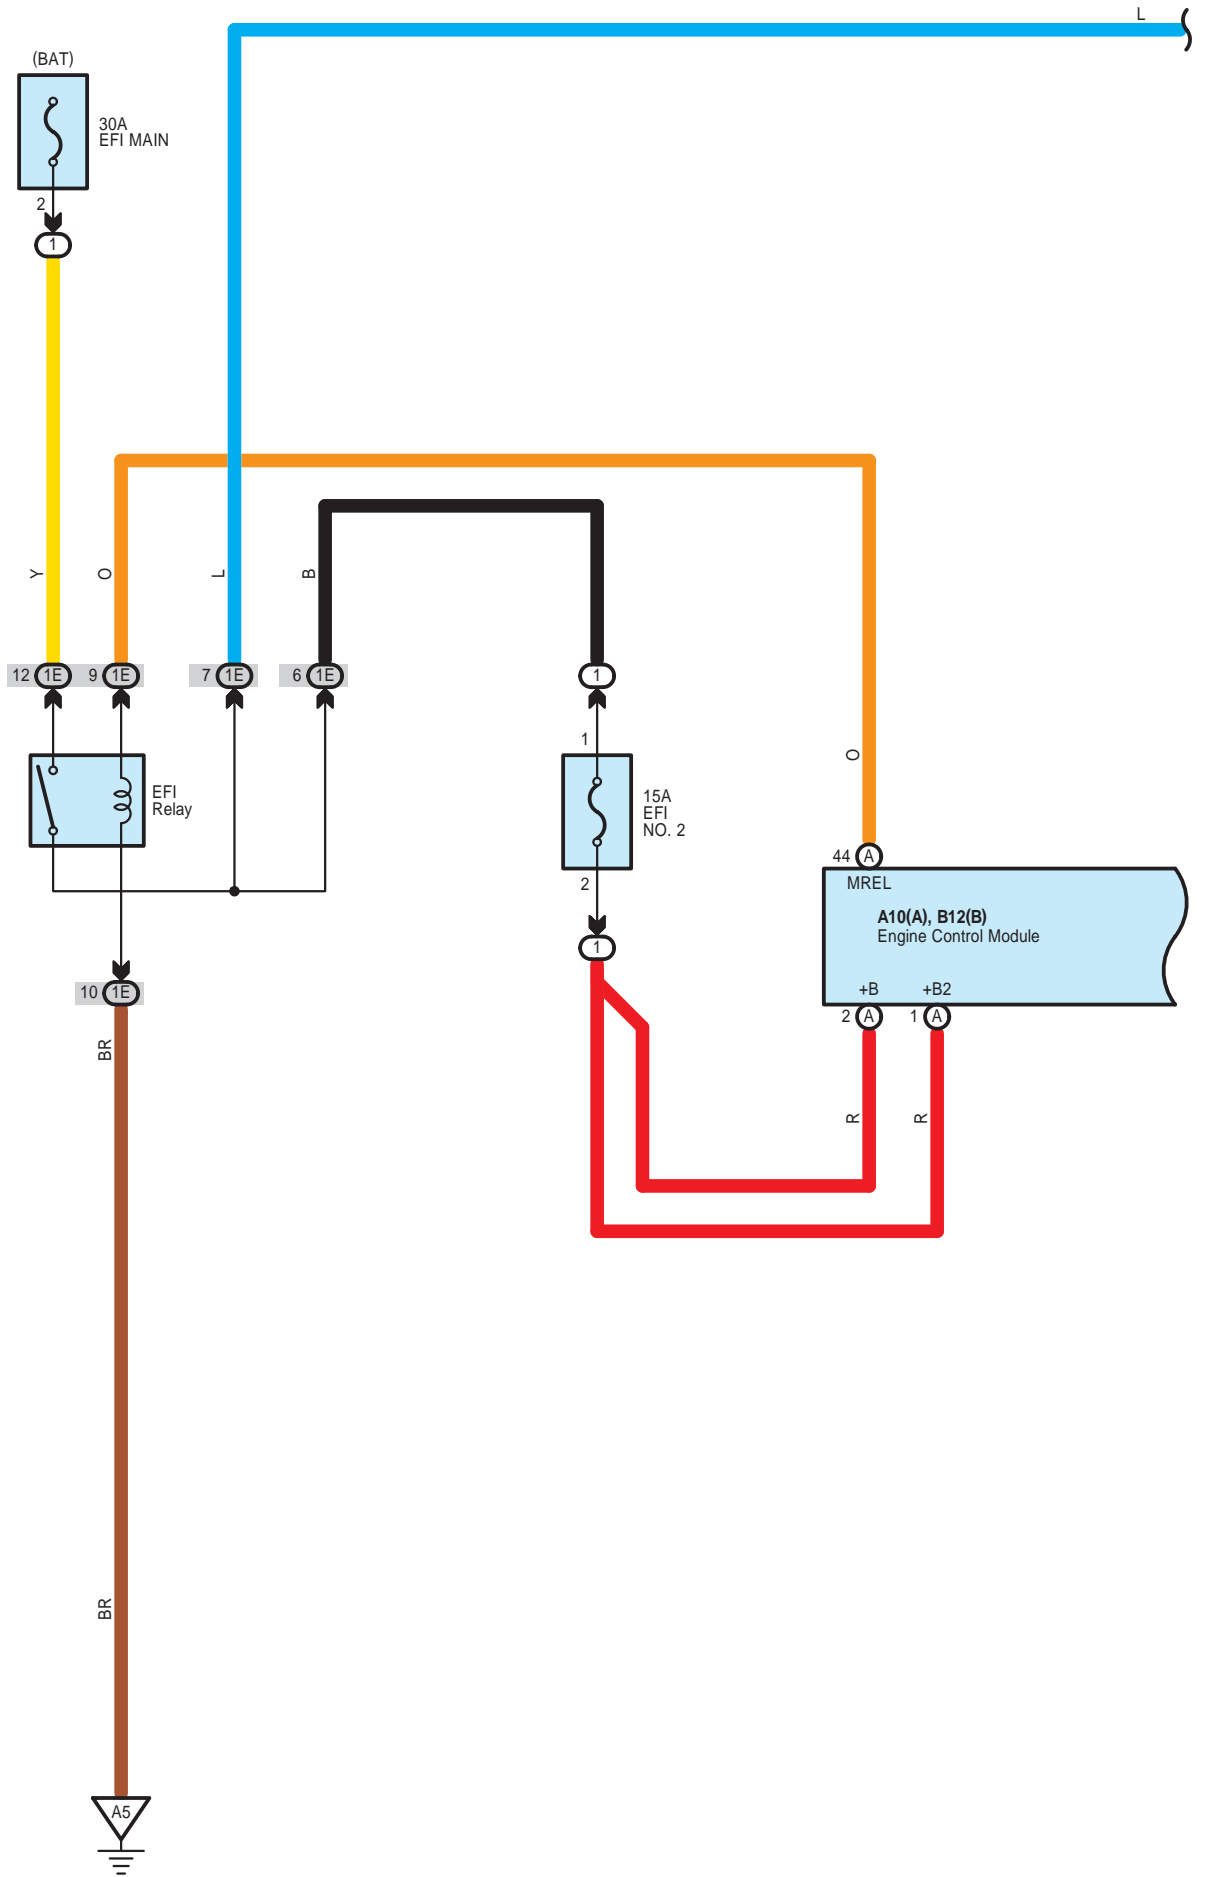 L
(BAT)
30A
EFI MAIN
2
1
Y
O
L
B
12 1E
9 1E
7 1E
6 1E
1
1
EFI
Relay
15A
EFI
NO. 2
2
1
O
44 A
MREL
A10(A), B12(B)
Engine Control Module
+B
+B2
2 A
1 A
10 1E
BR
R
R
BR
A5